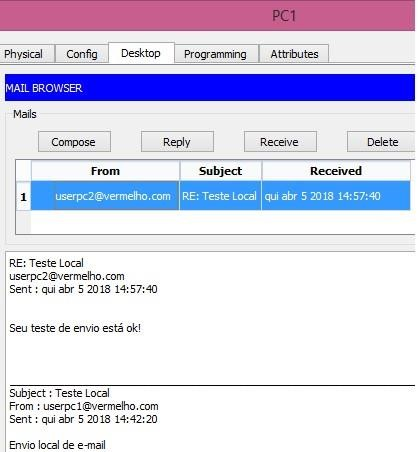 PC1
Physical Config Desktop Programming Attributes
MAIL BROWSER
Mails
Compose Reply Receive Delete
From Subject Received
1 userpc2@vermelho.com RE: Teste Local qui abr 5 2018 14:57:40
RE: Teste Local
userpc2@vermelho.com
Sent : qui abr 5 2018 14:57:40
Seu teste de envio está ok!
Subject : Teste Local
From : userpc1@vermelho.com
Sent : qui abr 5 2018 14:42:20
Envio local de e-mail